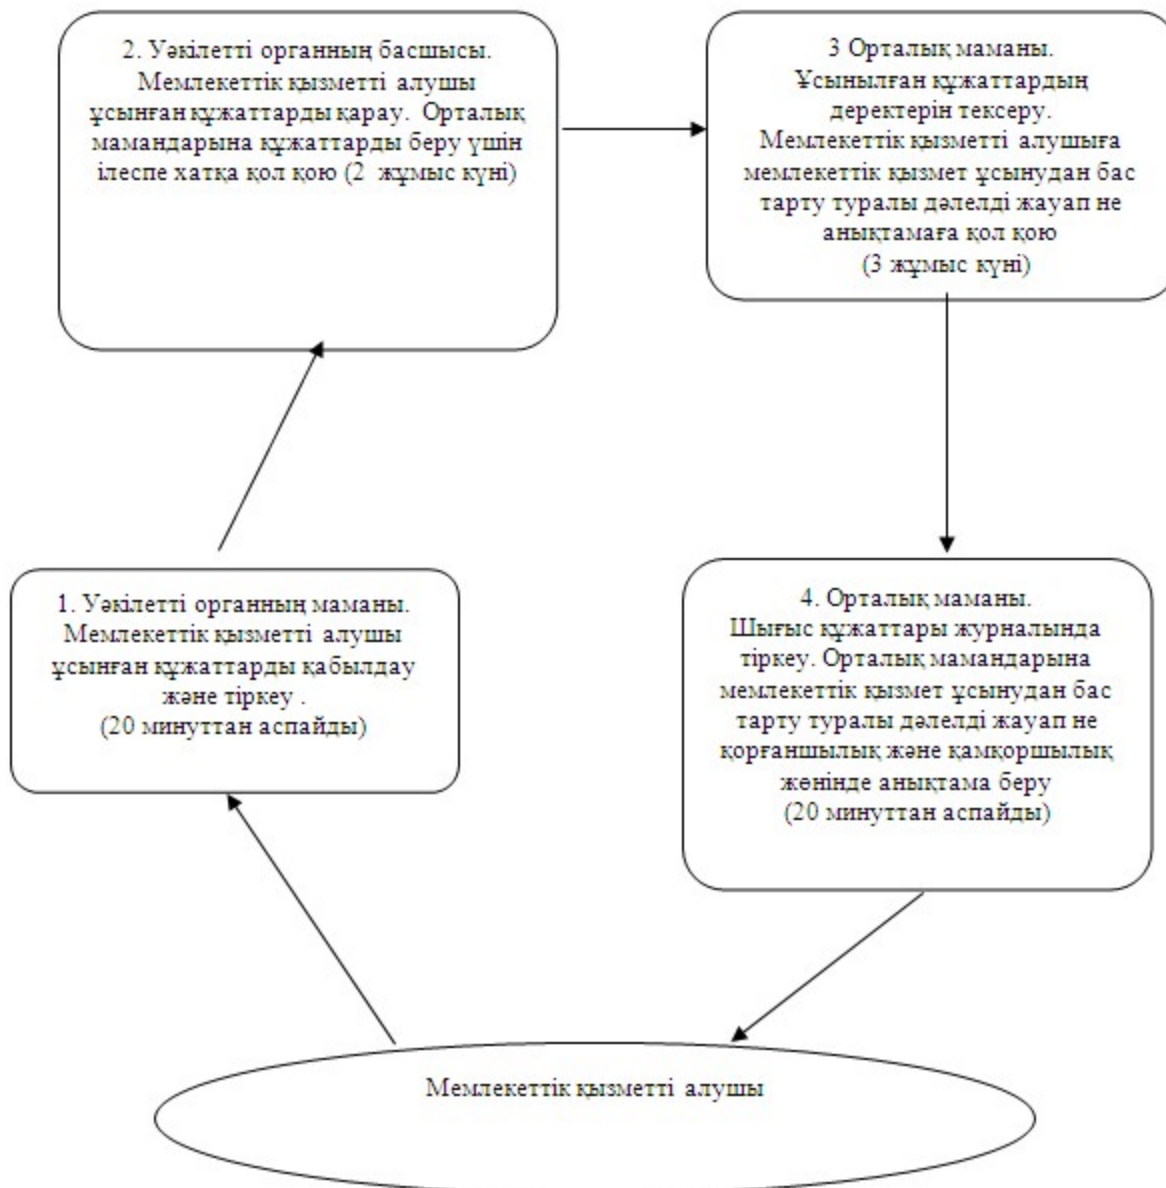 2. Уәкілетті органның басшысы.
Мемлекеттік қызметті алушы
ұсынған құжаттарды қарау. Орталық
мамандарына құжаттарды беру үшін
ілеспе хатқа қол қою (2 жұмыс күні)
3 Орталық маманы.
Ұсынылған құжаттардың
деректерін тексеру.
Мемлекеттік қызметті алушыға
мемлекеттік қызмет ұсынудан бас
тарту туралы дәлелді жауап не
анықтамаға қол қою
(3 жұмыс күні)
1. Уәкілетті органның маманы.
Мемлекеттік қызметті алушы
ұсынған құжаттарды қабылдау
және тіркеу .
(20 минуттан аспайды)
4. Орталық маманы.
Шығыс құжаттары журналында
тіркеу. Орталық мамандарына
мемлекеттік қызмет ұсынудан бас
тарту туралы дәлелді жауап не
қорғаншылық және қамқоршылық
жөнінде анықтама беру
(20 минуттан аспайды)
Мемлекеттік қызметті алушы